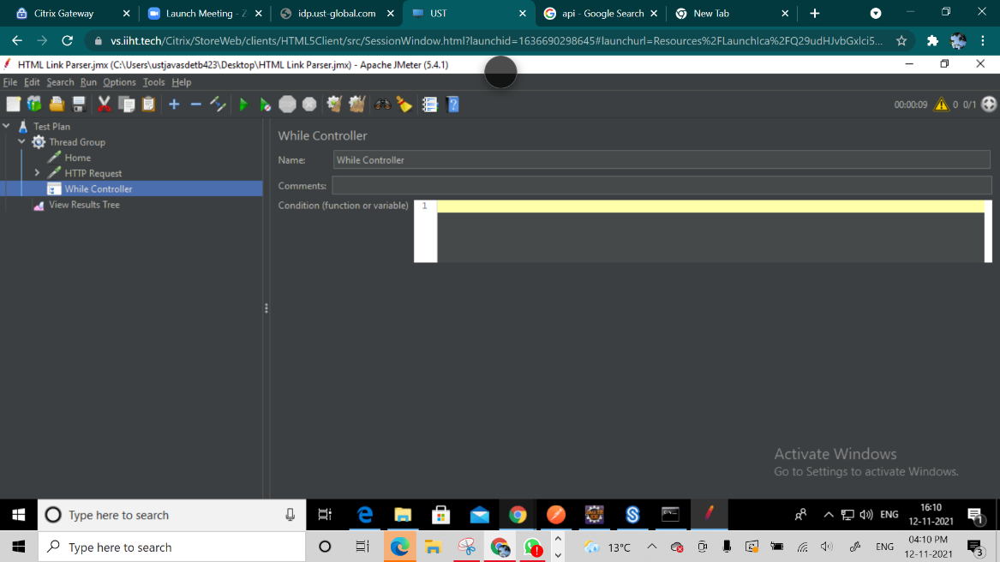 Citrix Gateway
Launch Meeting - Z
idp.ust-global.com
UST
api - Google Search
New Tab
vs.iiht.tech/Citrix/StoreWeb/clients/HTML5Client/src/SessionWindow.html?launchid=1636690298645#launchurl=Resources%2FLaunchIca%2FQ29udHJvbGxlci5...
HTML Link Parser.jmx (C:\Users\ustjavasdetb423\Desktop\HTML Link Parser.jmx) - Apache JMeter (5.4.1)
File Edit Search Run Options Tools Help
00:00:09 0 0/1
Test Plan
Thread Group
Home
HTTP Request
While Controller
View Results Tree
While Controller
Name: While Controller
Comments:
Condition (function or variable) 1
Activate Windows
Go to Settings to activate Windows.
Type here to search
ENG
16:10
12-11-2021
1
Type here to search
13°C
ENG
04:10 PM
12-11-2021
3